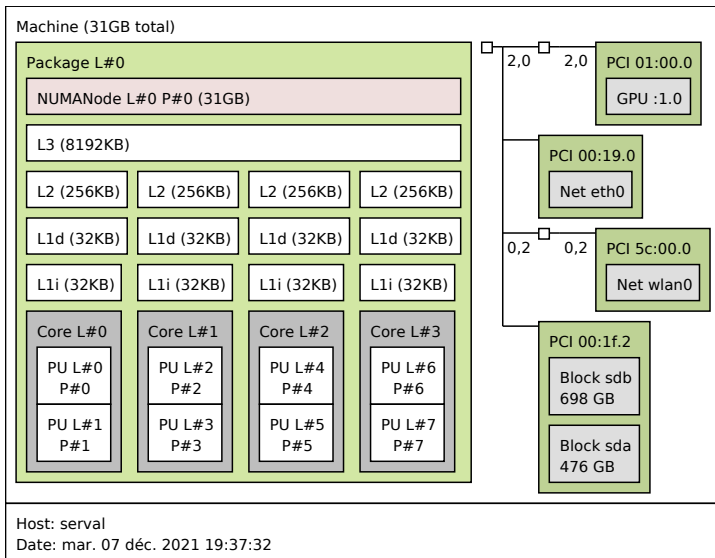 Machine (31GB total)
Package L#0
NUMANode L#0 P#0 (31GB)
L3 (8192KB)
L2 (256KB) L2 (256KB) L2 (256KB) L2 (256KB)
L1d (32KB) L1d (32KB) L1d (32KB) L1d (32KB)
L1i (32KB) L1i (32KB) L1i (32KB) L1i (32KB)
Core L#0 Core L#1 Core L#2 Core L#3
PU L#0 PU L#2 PU L#4 PU L#6
P#0 P#2 P#4 P#6
PU L#1 PU L#3 PU L#5 PU L#7
P#1 P#3 P#5 P#7
2,0 2,0 PCI 01:00.0
GPU :1.0
PCI 00:19.0
Net eth0
0,2 0,2 PCI 5c:00.0
Net wlan0
PCI 00:1f.2
Block sdb
698 GB
Block sda
476 GB
Host: serval
Date: mar. 07 déc. 2021 19:37:32